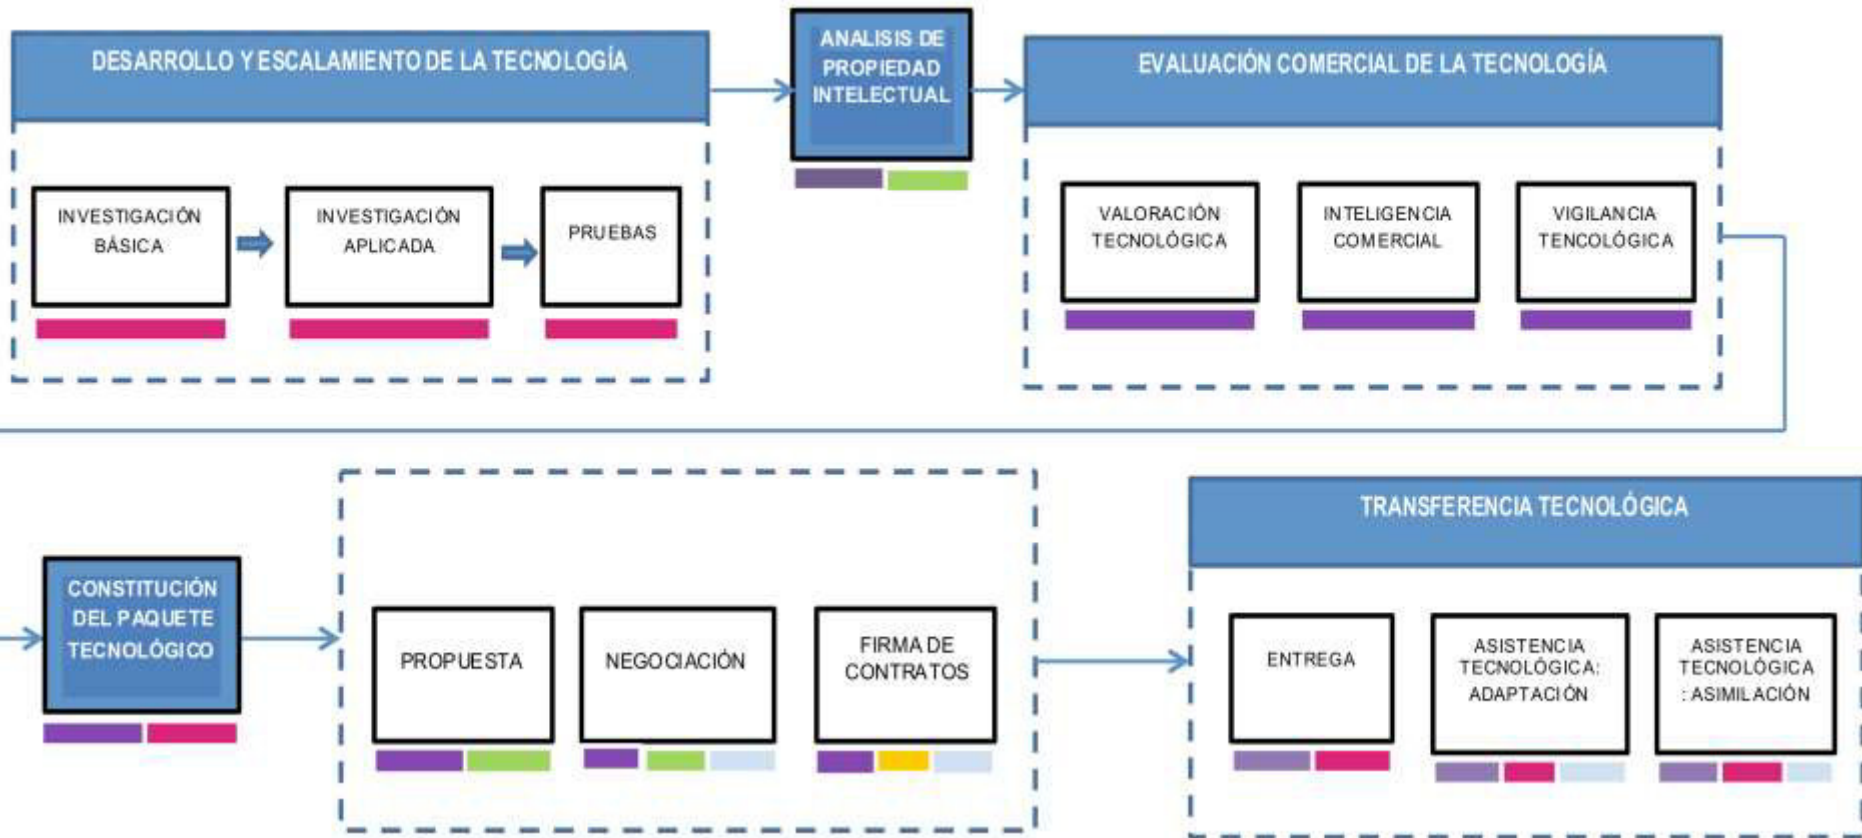 DESARROLLO Y ESCALAMIENTO DE LA TECNOLOGÍA
INVESTIGACIÓN
BÁSICA
INVESTIGACIÓN
APLICADA
PRUEBAS
ANALISIS DE
PROPIEDAD
INTELECTUAL
EVALUACIÓN COMERCIAL DE LA TECNOLOGÍA
VALORACIÓN
TECNOLÓGICA
INTELIGENCIA
COMERCIAL
VIGILANCIA
TENCOLÓGICA
CONSTITUCIÓN
DEL PAQUETE
TECNOLÓGICO
PROPUESTA
NEGOCIACIÓN
FIRMA DE
CONTRATOS
TRANSFERENCIA TECNOLÓGICA
ENTREGA
ASISTENCIA
TECNOLÓGICA:
ADAPTACIÓN
ASISTENCIA
TECNOLÓGICA
: ASIMILACIÓN